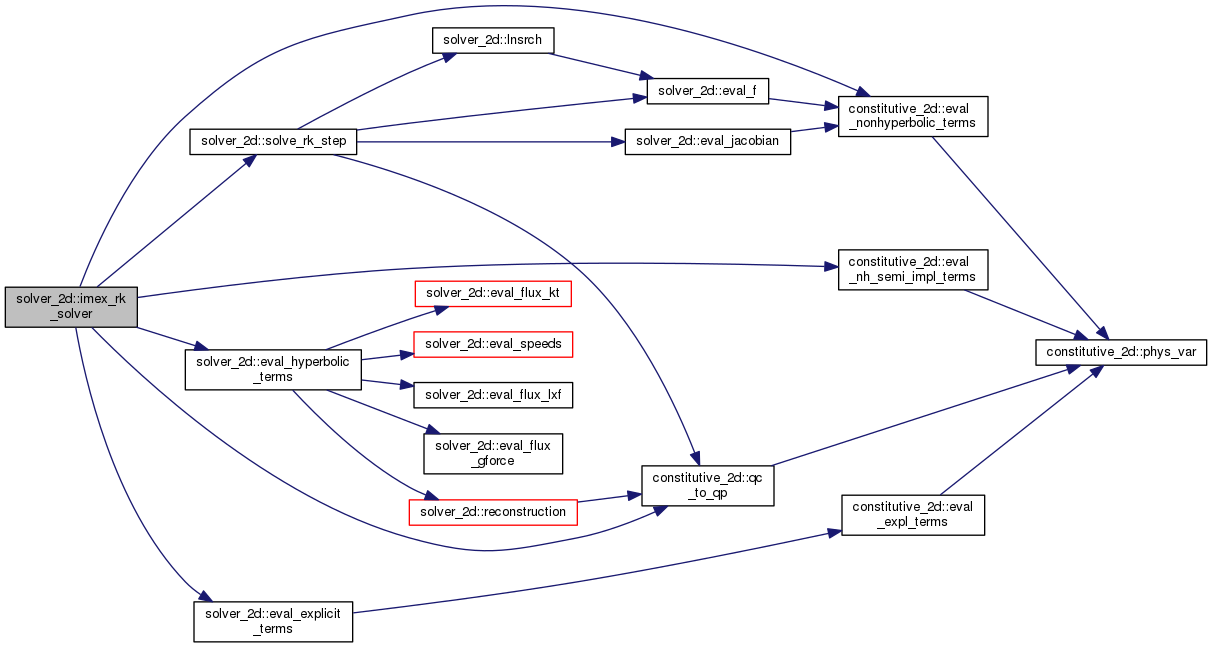 solver_2d::lnsrch
solver_2d::eval_f
constitutive_2d::eval
_nonhyperbolic_terms
solver_2d::solve_rk_step
solver_2d::eval_jacobian
constitutive_2d::eval
_nh_semi_impl_terms
solver_2d::imex_rk
_solver
solver_2d::eval_flux_kt
solver_2d::eval_speeds
constitutive_2d::phys_var
solver_2d::eval_hyperbolic
_terms
solver_2d::eval_flux_lxf
solver_2d::eval_flux
_gforce
constitutive_2d::qc
_to_qp
solver_2d::reconstruction
constitutive_2d::eval
_expl_terms
solver_2d::eval_explicit
_terms